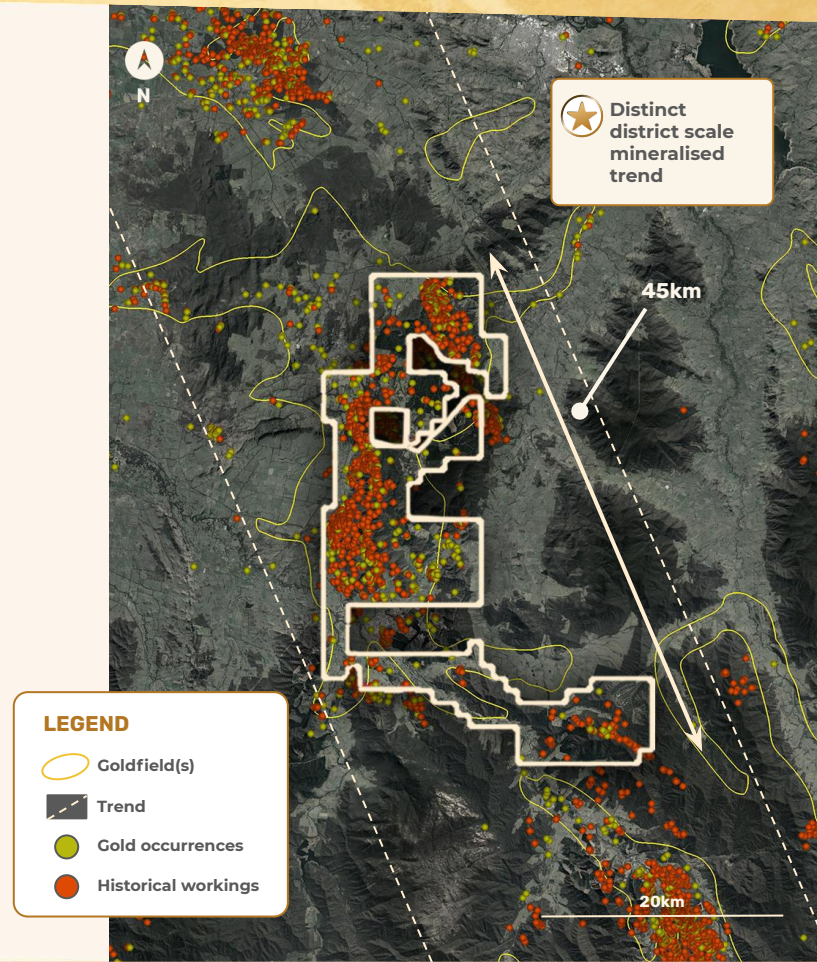 N
Distinct
district scale
mineralised
trend
45km
LEGEND
Goldfield(s)
Trend
Gold occurrences
Historical workings
20km